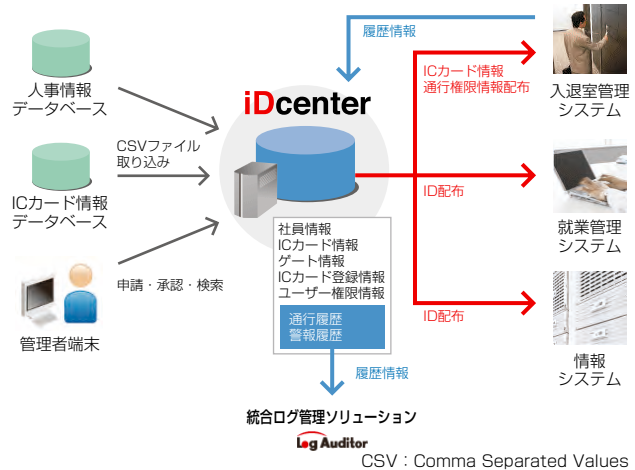 人事情報
データベース
ICカード情報
データベース
管理者端末
CSVファイル
取り込み
申請・承認・検索
iDcenter
社員情報
ICカード情報
ゲート情報
ICカード登録情報
ユーザー権限情報
通行履歴
警報履歴
履歴情報
統合ログ管理ソリューション
Log Auditor
履歴情報
ICカード情報
通行権限情報配布
ID配布
ID配布
入退室管理
システム
就業管理
システム
情報
システム
CSV：Comma Separated Values